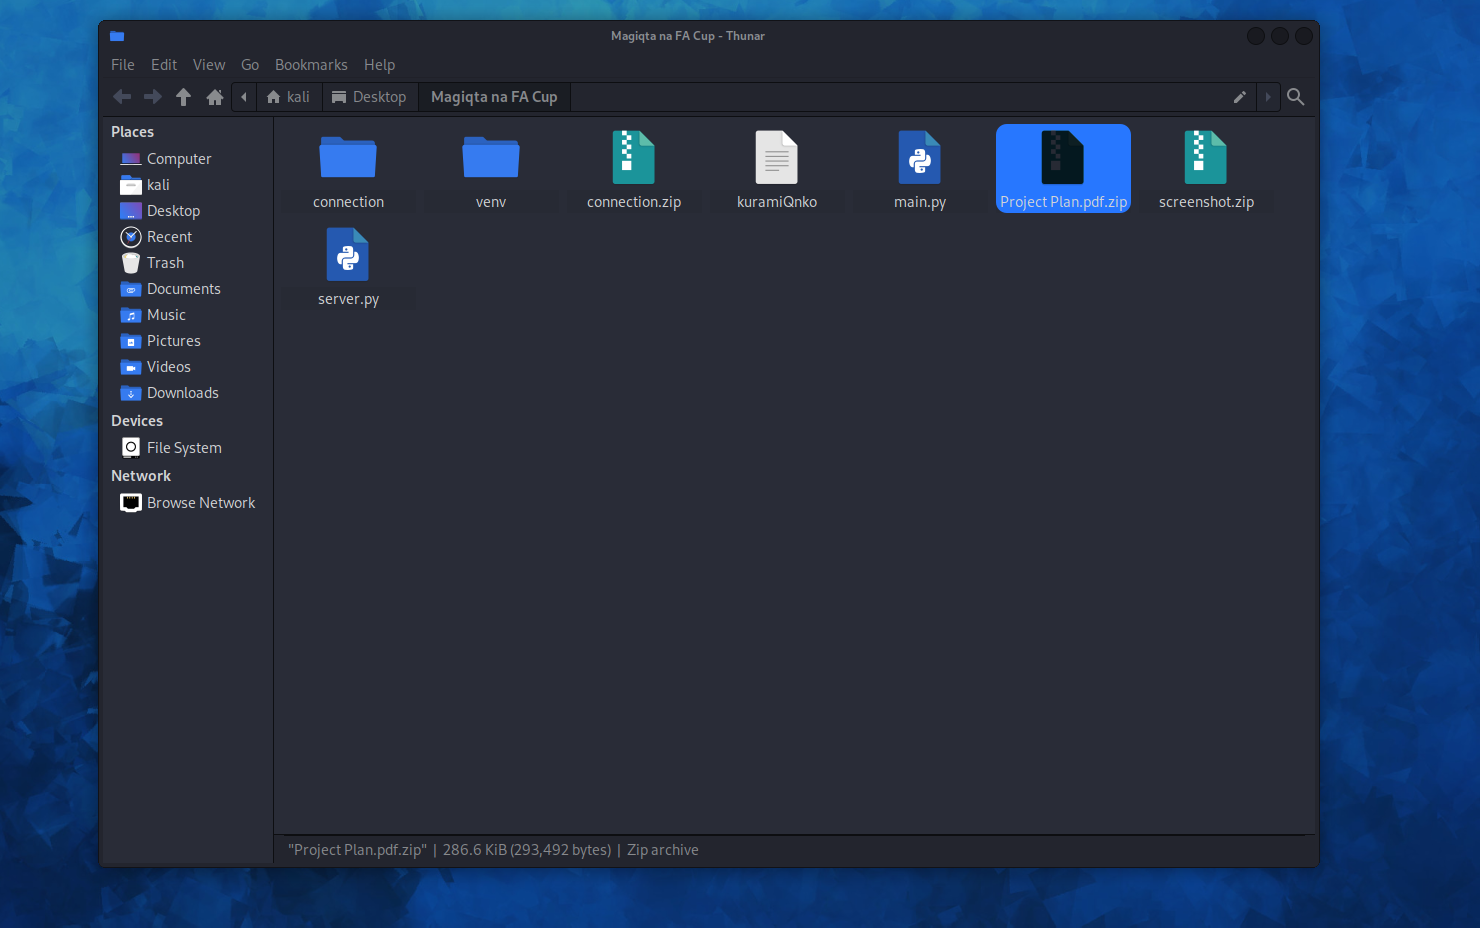 Magiqta na FA Cup - Thunar
File Edit View Go Bookmarks Help
kali Desktop Magiqta na FA Cup
Places
Computer
kali
Desktop
Recent
Trash
Documents
Music
Pictures
Videos
Downloads
Devices
File System
Network
Browse Network
connection venv connection.zip kuramiQnko main.py Project Plan.pdf.zip screenshot.zip
server.py
"Project Plan.pdf.zip" | 286.6 KiB (293,492 bytes) | Zip archive